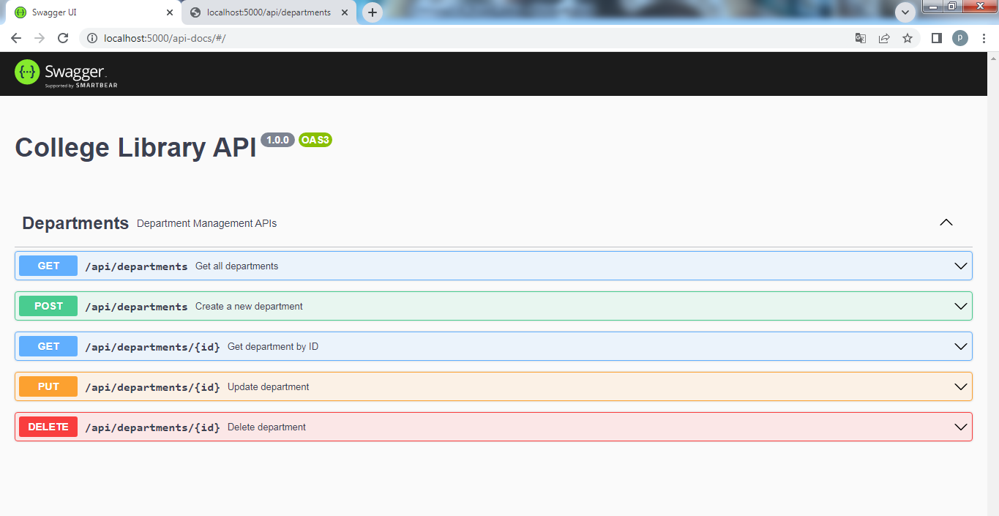 Swagger UI
localhost:5000/api/departments
localhost:5000/api-docs/#/
P
Swagger
Supported by SMARTBEAR
College Library API 1.0.0 OAS3
Departments Department Management APIs
GET /api/departments Get all departments
POST /api/departments Create a new department
GET /api/departments/{id} Get department by ID
PUT /api/departments/{id} Update department
DELETE /api/departments/{id} Delete department